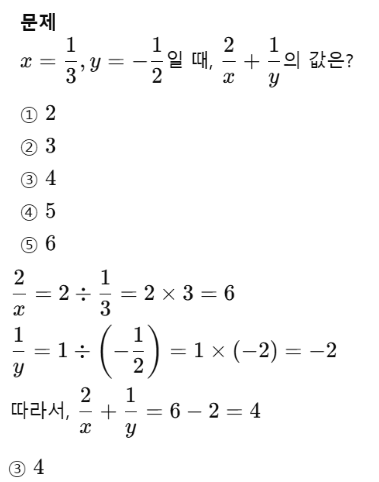 문제
x = 1/3, y = -1/2일 때, 2/x + 1/y의 값은?
① 2
② 3
③ 4
④ 5
⑤ 6
2/x = 2 ÷ 1/3 = 2 × 3 = 6
1/y = 1 ÷ (-1/2) = 1 × (-2) = -2
따라서, 2/x + 1/y = 6 - 2 = 4
③ 4